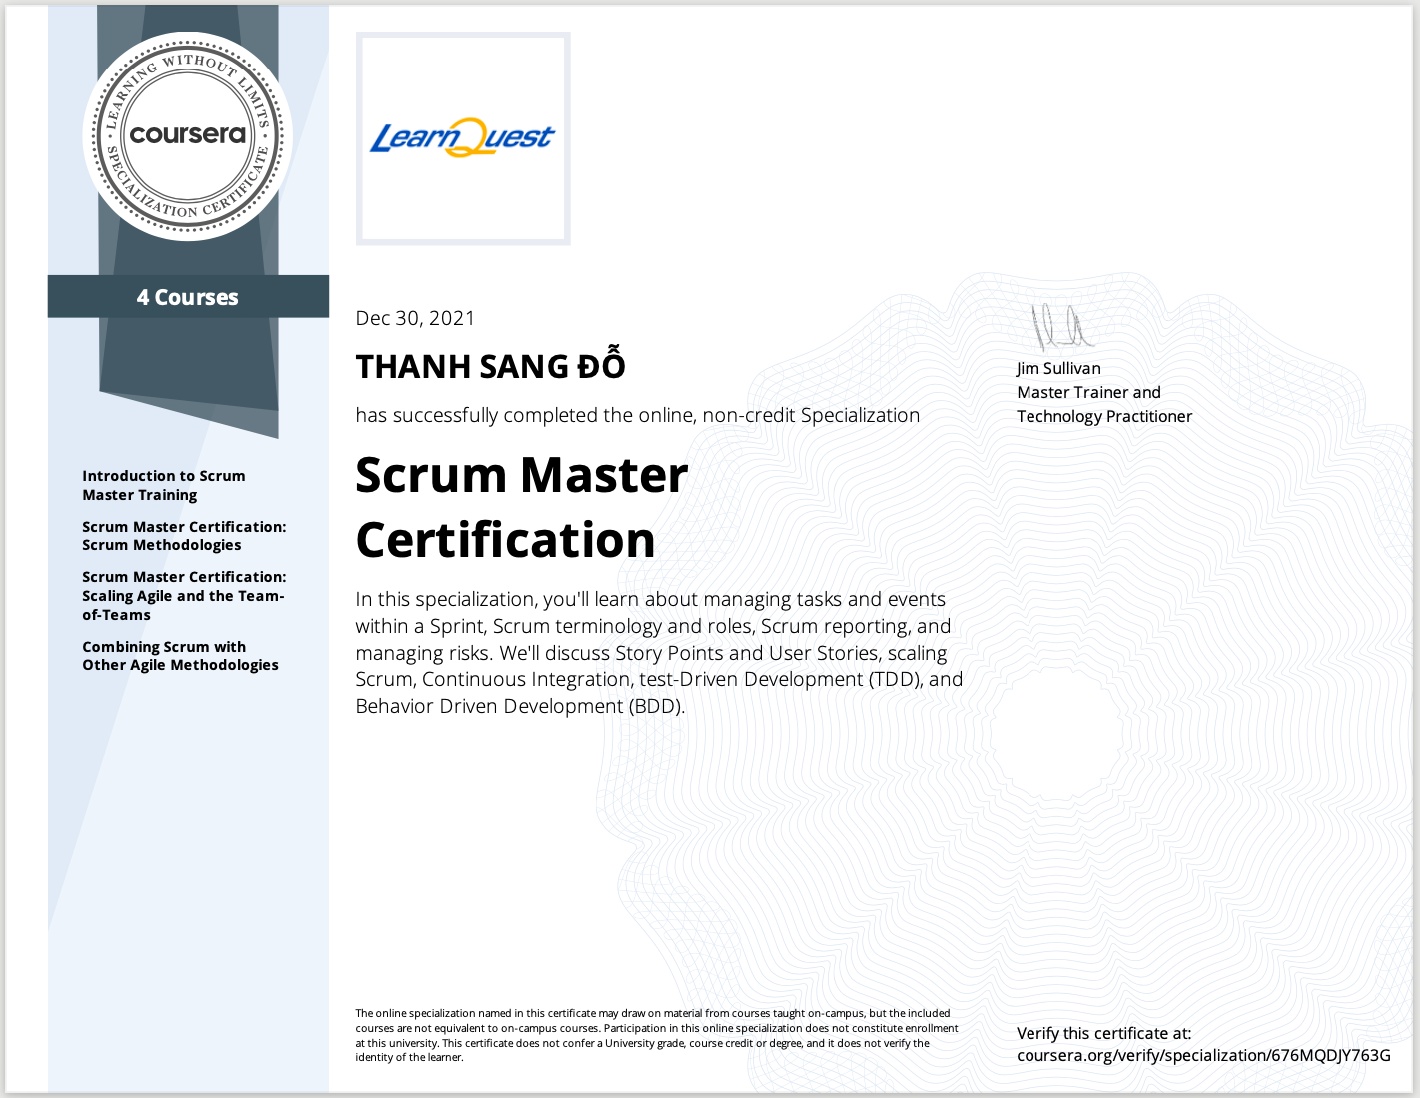 LEARNING WITHOUT LIMITS
coursera
SPECIALIZATION CERTIFICATE
4 Courses
Introduction to Scrum
Master Training
Scrum Master Certification:
Scrum Methodologies
Scrum Master Certification:
Scaling Agile and the Team-
of-Teams
Combining Scrum with
Other Agile Methodologies
LearnQuest
Dec 30, 2021
THANH SANG ĐỖ
has successfully completed the online, non-credit Specialization
Scrum Master
Certification
In this specialization, you'll learn about managing tasks and events
within a Sprint, Scrum terminology and roles, Scrum reporting, and
managing risks. We'll discuss Story Points and User Stories, scaling
Scrum, Continuous Integration, test-Driven Development (TDD), and
Behavior Driven Development (BDD).
Jim Sullivan
Master Trainer and
Technology Practitioner
The online specialization named in this certificate may draw on material from courses taught on-campus, but the included
courses are not equivalent to on-campus courses. Participation in this online specialization does not constitute enrollment
at this university. This certificate does not confer a University grade, course credit or degree, and it does not verify the
identity of the learner.
Verify this certificate at:
coursera.org/verify/specialization/676MQDJY763G